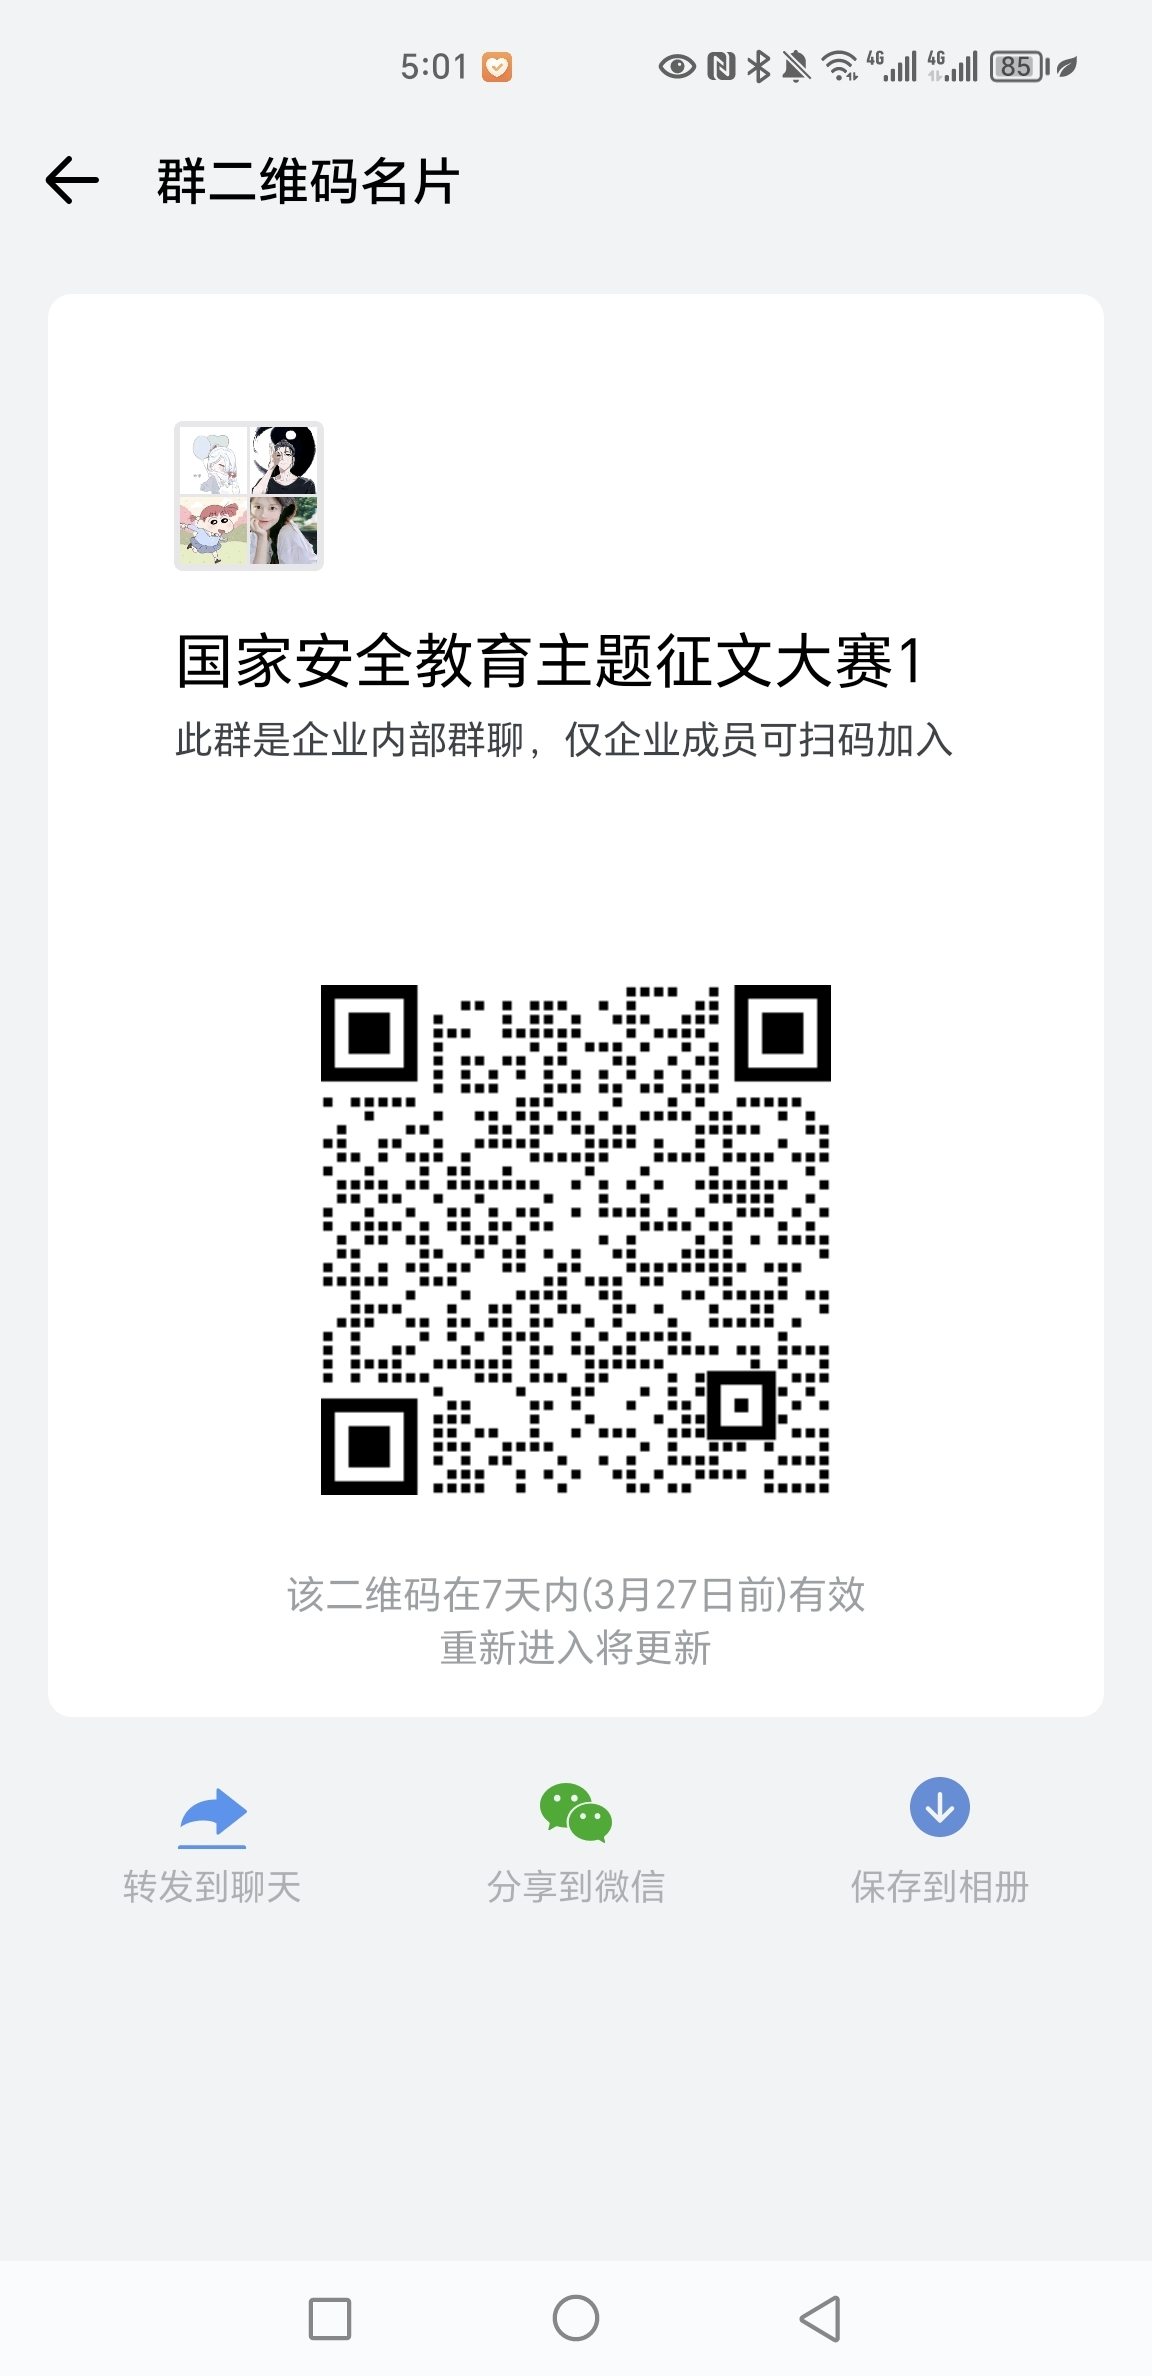 5:01
4G 4G 85
群二维码名片
国家安全教育主题征文大赛1
此群是企业内部群聊，仅企业成员可扫码加入
该二维码在7天内(3月27日前)有效
重新进入将更新
转发到聊天
分享到微信
保存到相册